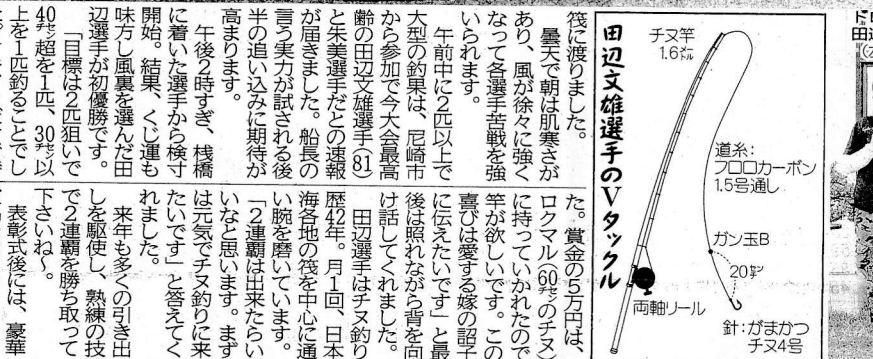 田辺文雄選手のVタックル
チヌ竿
1.6㍍
道糸:
フロロカーボン
1.5号通し
ガン玉B
20㌢
両軸リール
針:がまかつ
チヌ4号
筏に渡りました。
曇天で朝は肌寒さが
あり、風が徐々に強く
なって各選手苦戦を強
いられます。
午前中に2匹以上で
大型の釣果は、尼崎市
から参加で今大会最高
齢の田辺文雄選手(81)
と朱美選手だとの速報
が届きました。船長の
言う実力が試される後
半の追い込みに期待が
高まります。
午後2時すぎ、桟橋
に着いた選手から検寸
開始。結果、くじ運も
味方し風裏を選んだ田
辺選手が初優勝です。
「目標は2匹狙いで
40㌢超を1匹、30㌢以
上を1匹釣ることでし
た。賞金の5万円は、
ロクマル(60㌢のチヌ)
に持っていかれたので
竿が欲しいです。この
喜びは愛する嫁の詔子
に伝えたいです」と最
後は照れながら背を向
け話してくれました。
田辺選手はチヌ釣り
歴42年。月1回、日本
海各地の筏を中心に通
い腕を磨いています。
「2連覇は出来たらい
いなと思います。まず
は元気でチヌ釣りに来
たいです」と答えてく
れました。
来年も多くの引き出
しを駆使し、熟練の技
で2連覇を勝ち取って
下さいね～。
表彰式後には、豪華